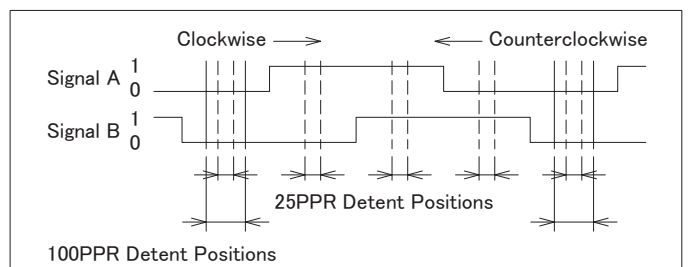 Clockwise
Counterclockwise
Signal A 1
0
Signal B 1
0
25PPR Detent Positions
100PPR Detent Positions